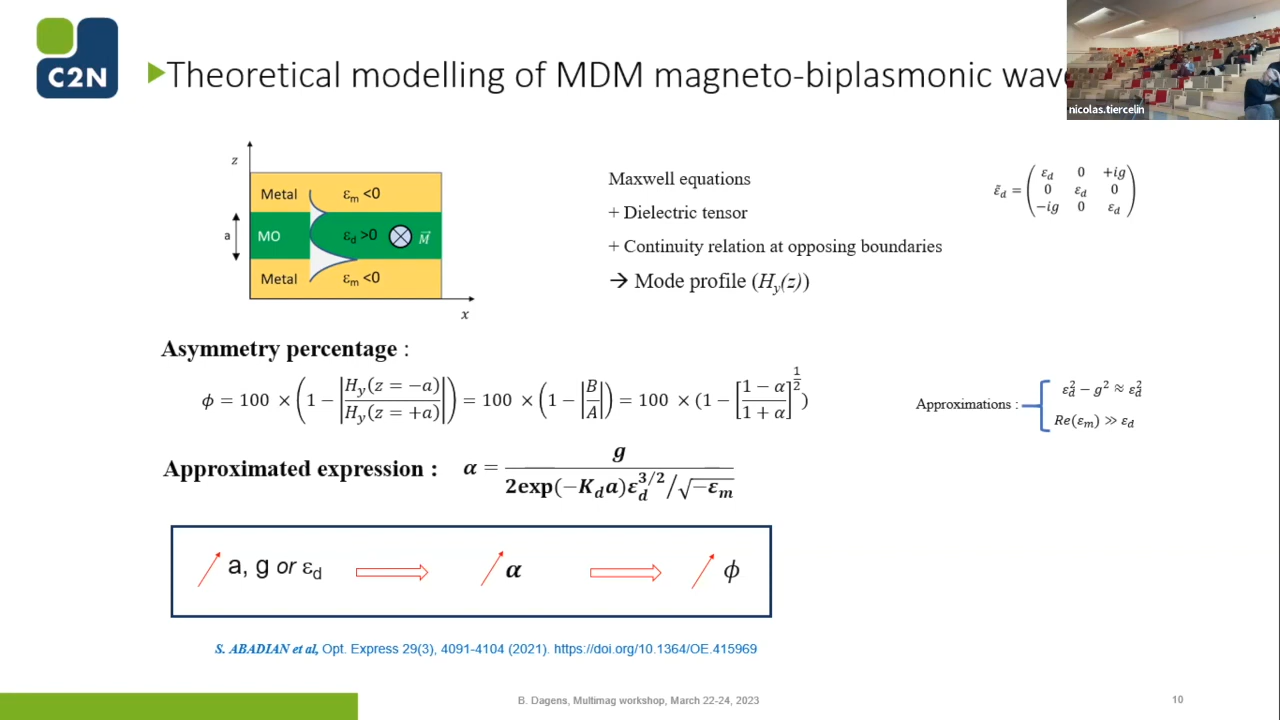 C2N
Theoretical modelling of MDM magneto-biplasmonic wav
nicolas.tiercelin
z
Metal εₘ <0
a MO ε_d >0 M⃗
Metal εₘ <0
x
Maxwell equations
+ Dielectric tensor
+ Continuity relation at opposing boundaries
→ Mode profile (H_y(z))
ε̃_d = ( ε_d 0 +ig
0 ε_d 0
−ig 0 ε_d )
Asymmetry percentage :
ϕ = 100 × (1 − |H_y(z = −a) / H_y(z = +a)|) = 100 × (1 − |B/A|) = 100 × (1 − [(1 − α)/(1 + α)]^(1/2))
Approximations :
ε_d² − g² ≈ ε_d²
Re(εₘ) ≫ ε_d
Approximated expression : α = g / (2exp(−K_d a)ε_d^(3/2)/√(−εₘ))
a, g or ε_d ⇒ α ⇒ ϕ
S. ABADIAN et al, Opt. Express 29(3), 4091-4104 (2021). https://doi.org/10.1364/OE.415969
B. Dagens, Multimag workshop, March 22-24, 2023
10